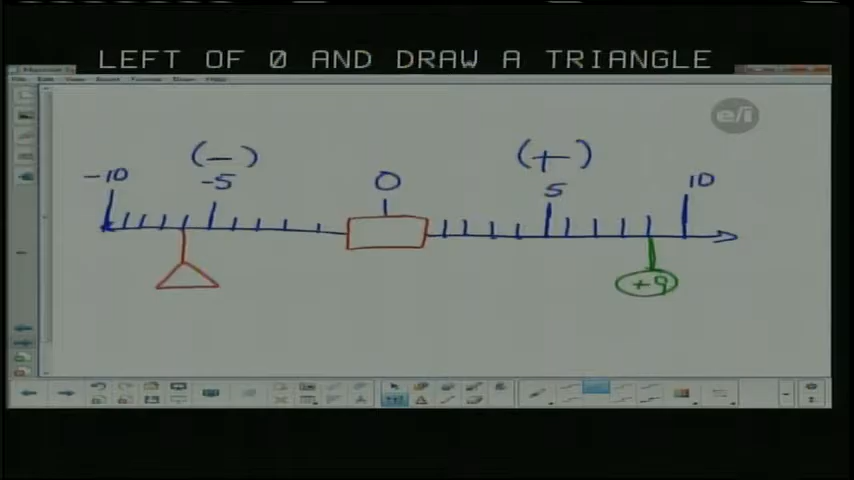 LEFT OF 0 AND DRAW A TRIANGLE
e/i
(-) (+)
-10 -5 0 5 10
+9